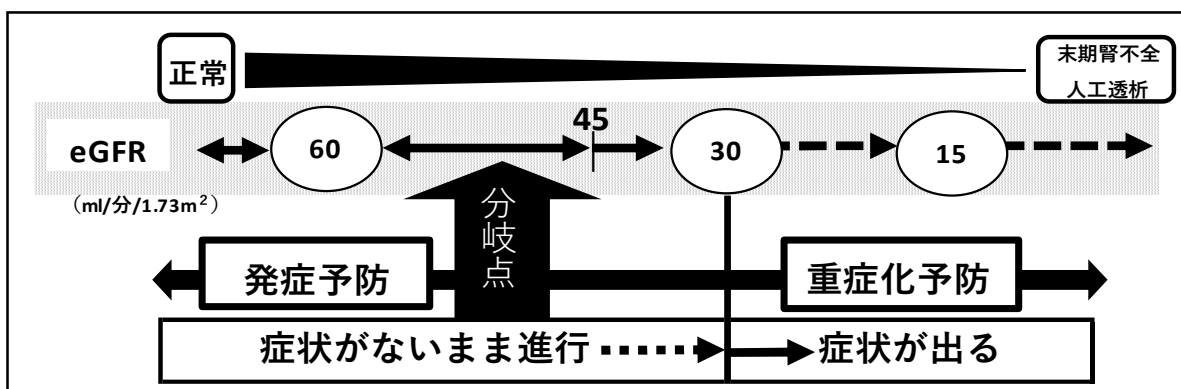 正常
末期腎不全
人工透析
eGFR
60
45
30
15
(ml/分/1.73m²)
分岐点
発症予防
重症化予防
症状がないまま進行
症状が出る